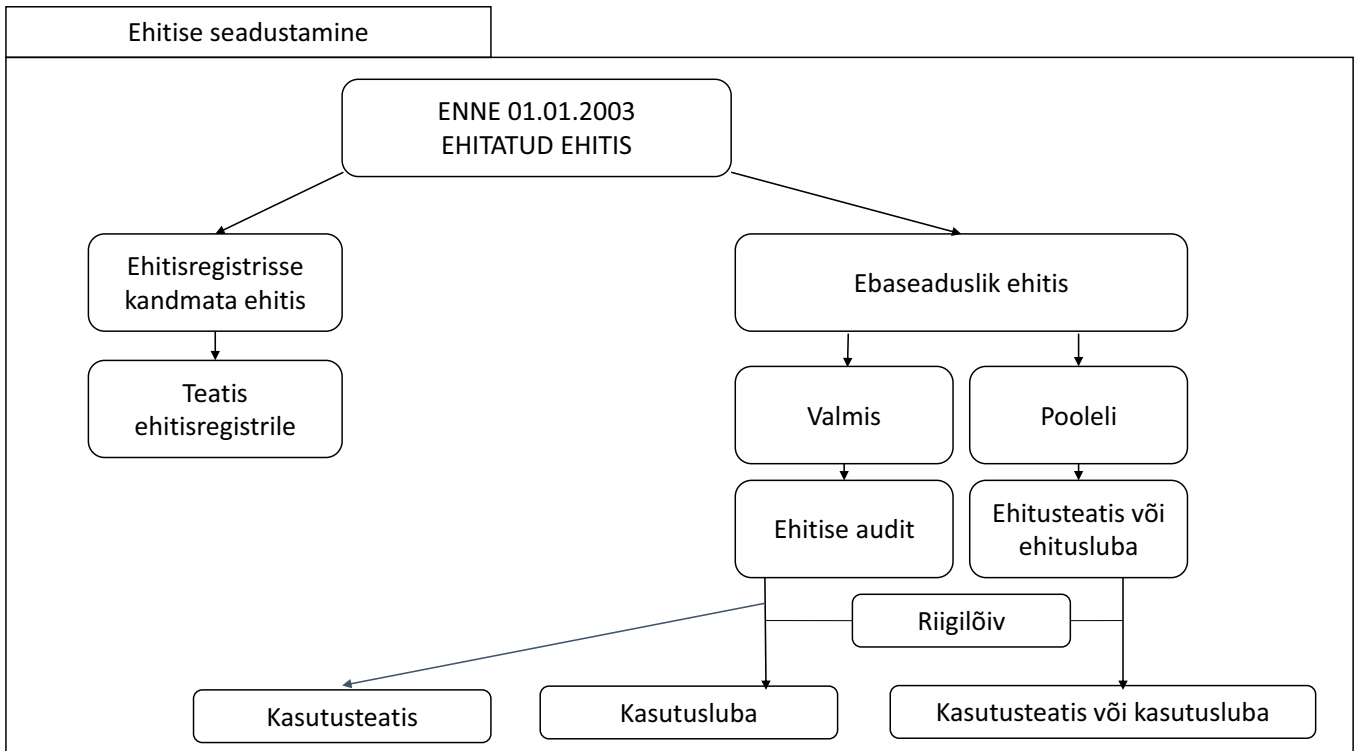 Ehitise seadustamine
ENNE 01.01.2003
EHITATUD EHITIS
Ehitisregistrisse
kandmata ehitis
Ebaseaduslik ehitis
Teatis
ehitisregistrile
Valmis
Pooleli
Ehitise audit
Ehitusteatis või
ehitusluba
Riigilõiv
Kasutusteatis
Kasutusluba
Kasutusteatis või kasutusluba